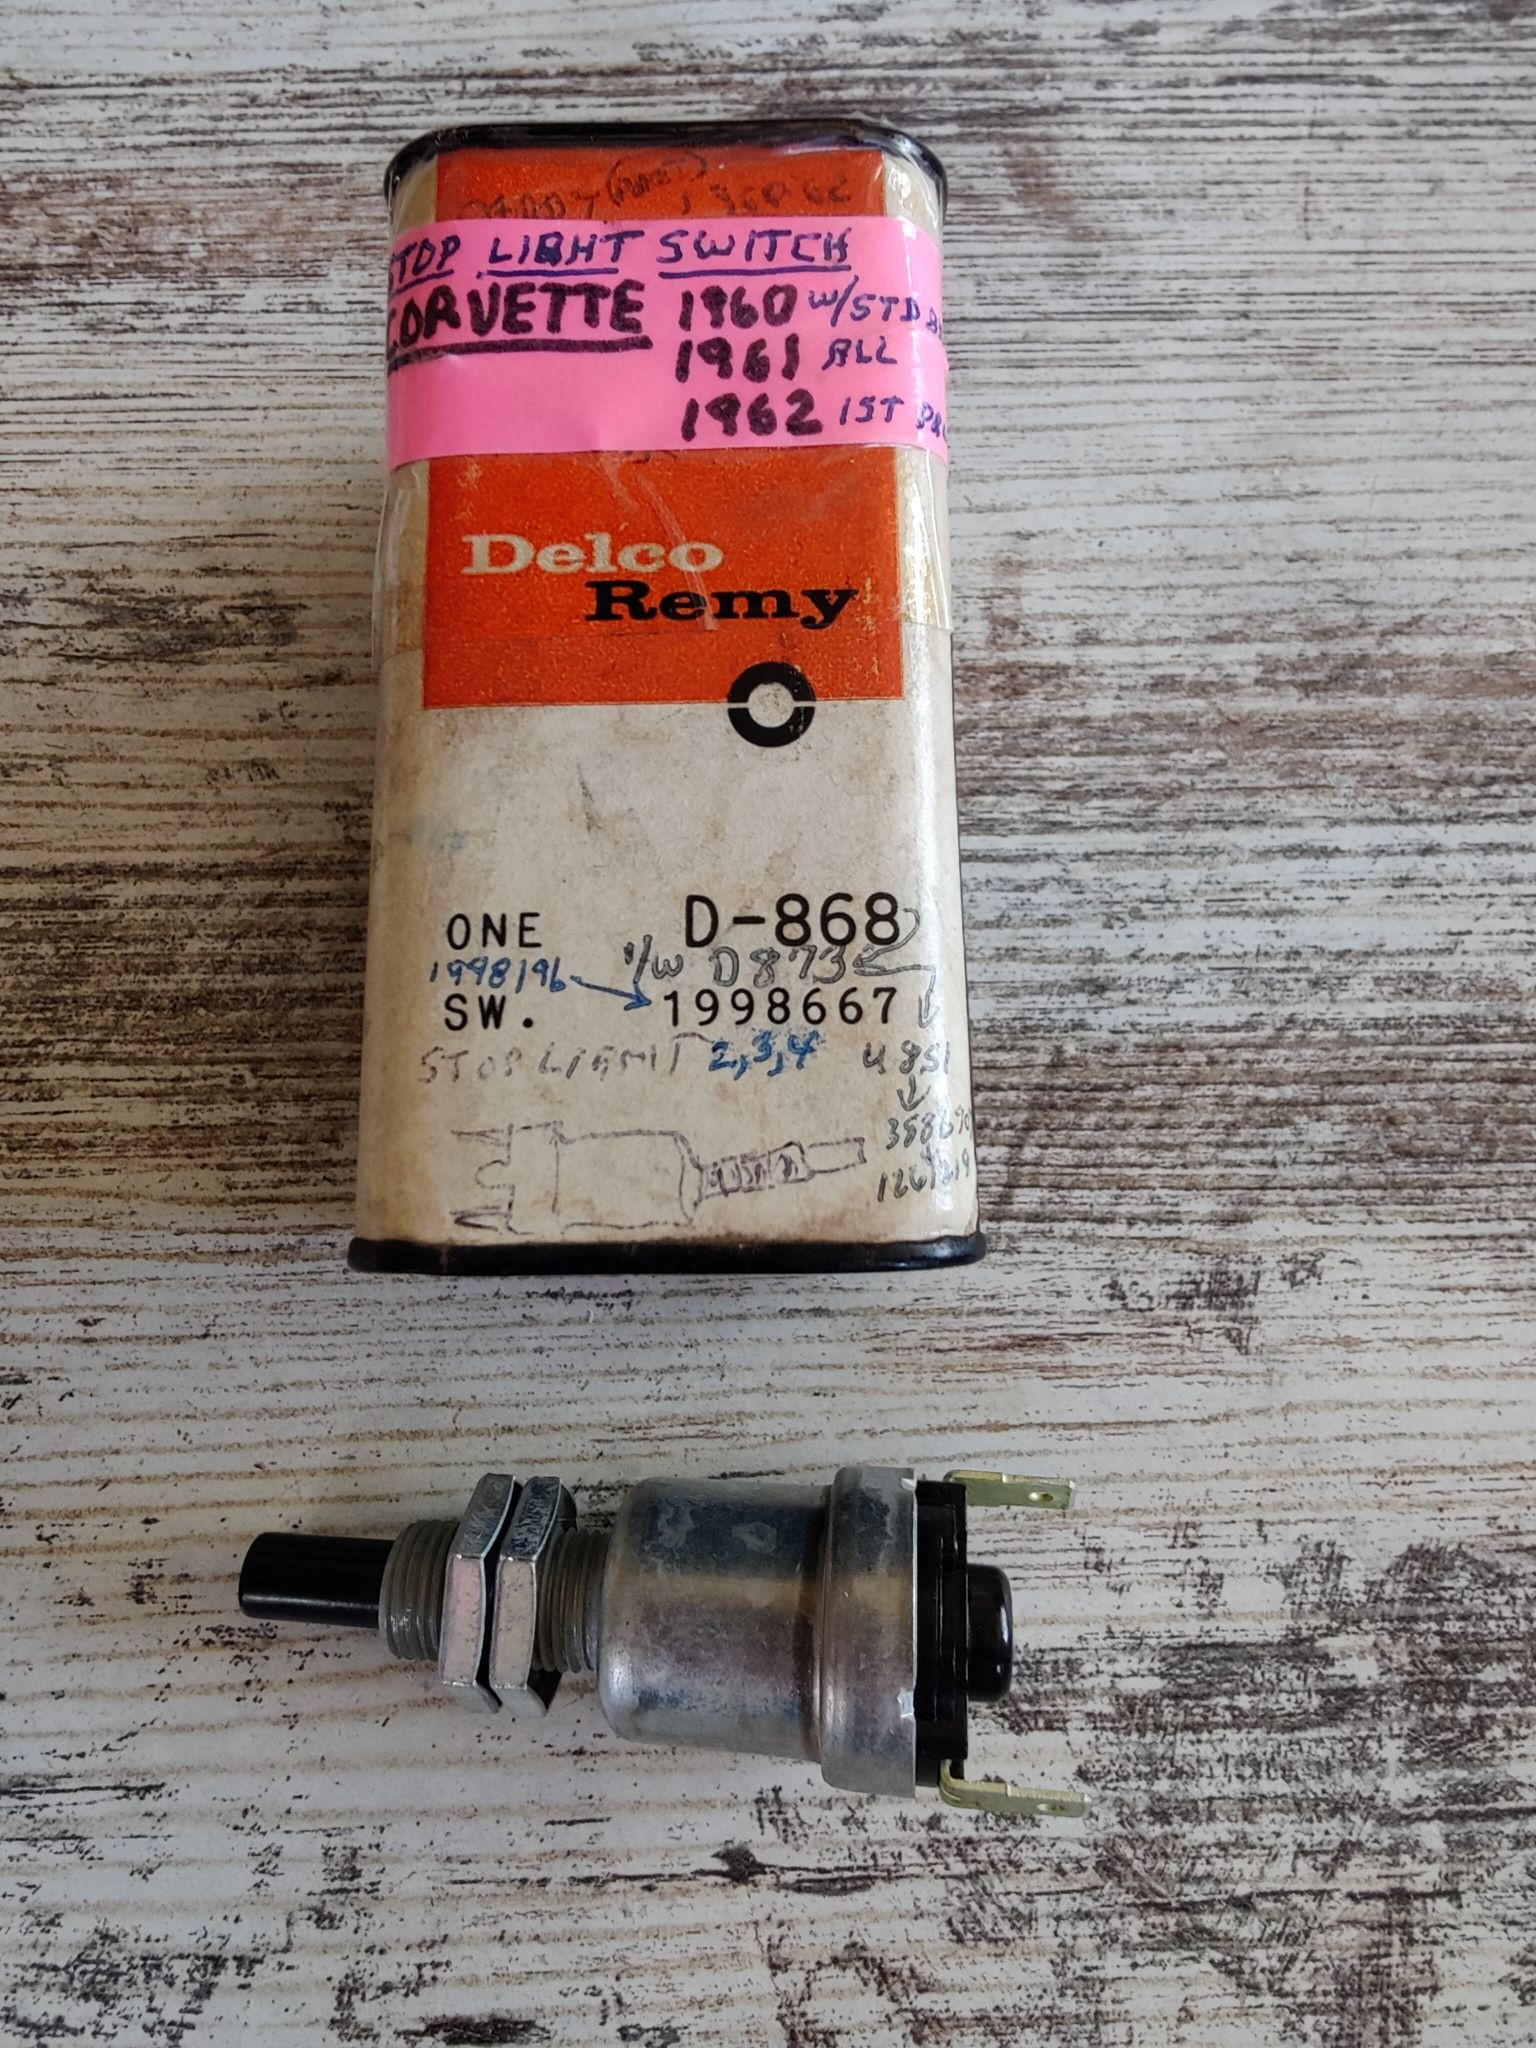 STOP LIGHT SWITCH
CORVETTE 1960 W/STD
1961 ALL
1962 1ST
Delco
Remy
ONE D-868
1998196 I/W D873
SW. 1998667
STOP LIGHT 2,3,4 4851